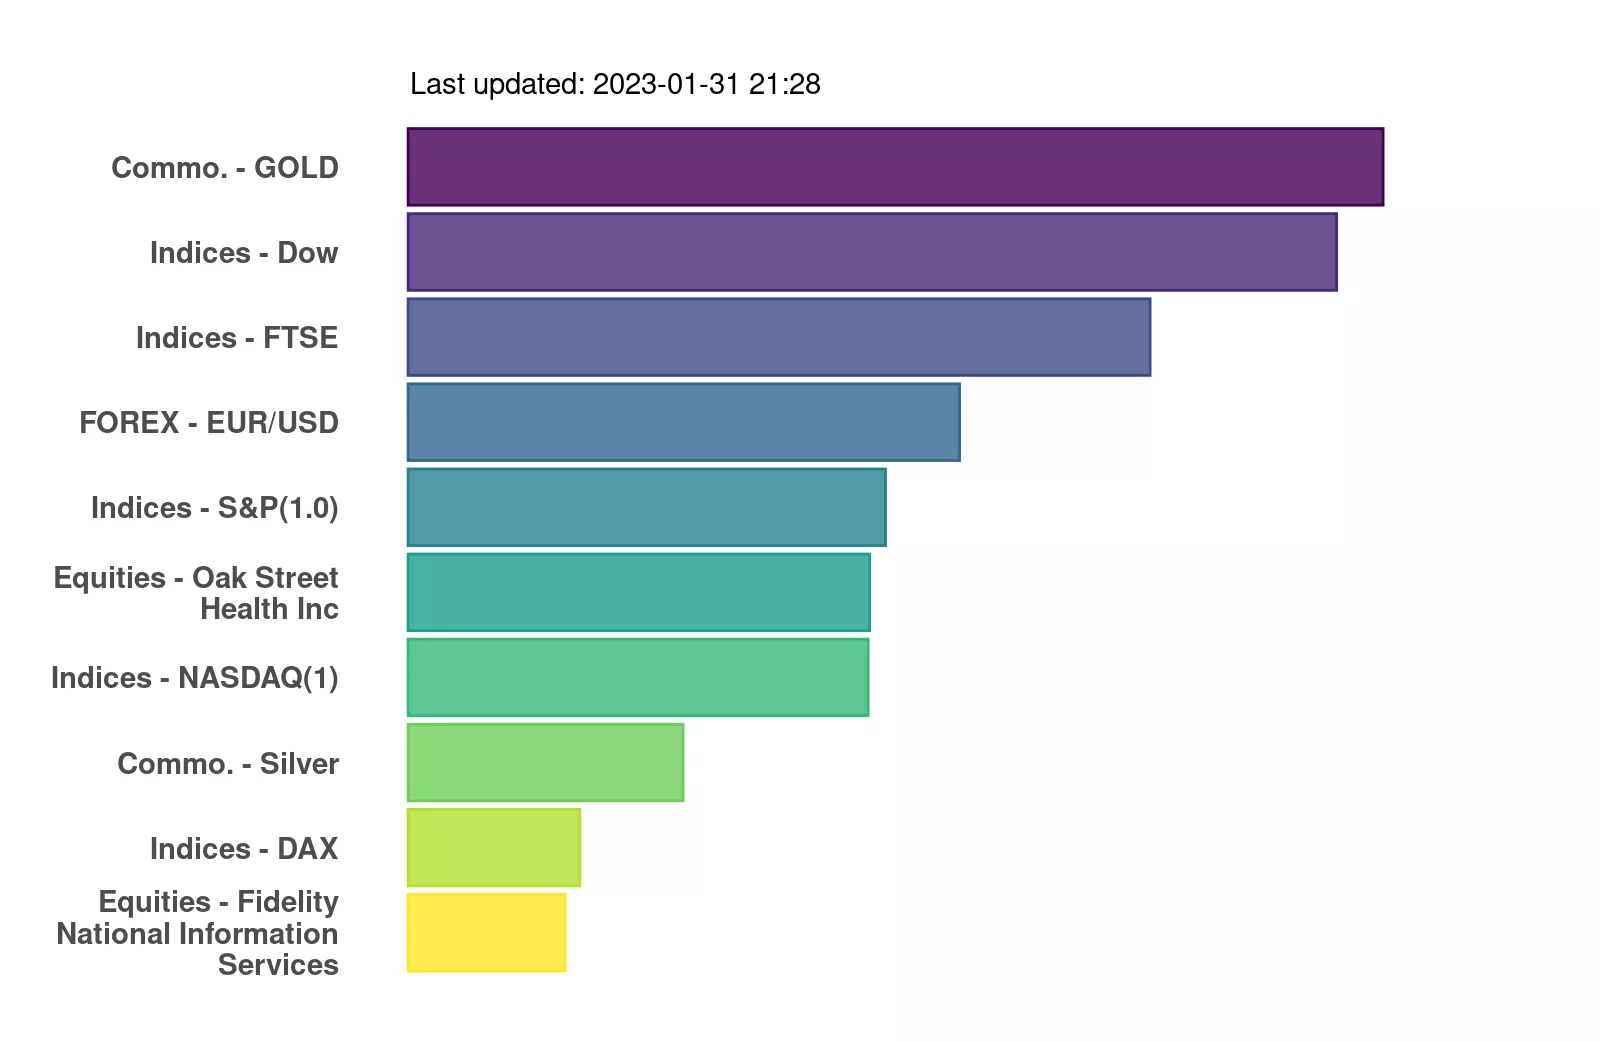 Last updated: 2023-01-31 21:28
Commo. - GOLD
Indices - Dow
Indices - FTSE
FOREX - EUR/USD
Indices - S&P(1.0)
Equities - Oak Street
Health Inc
Indices - NASDAQ(1)
Commo. - Silver
Indices - DAX
Equities - Fidelity
National Information
Services